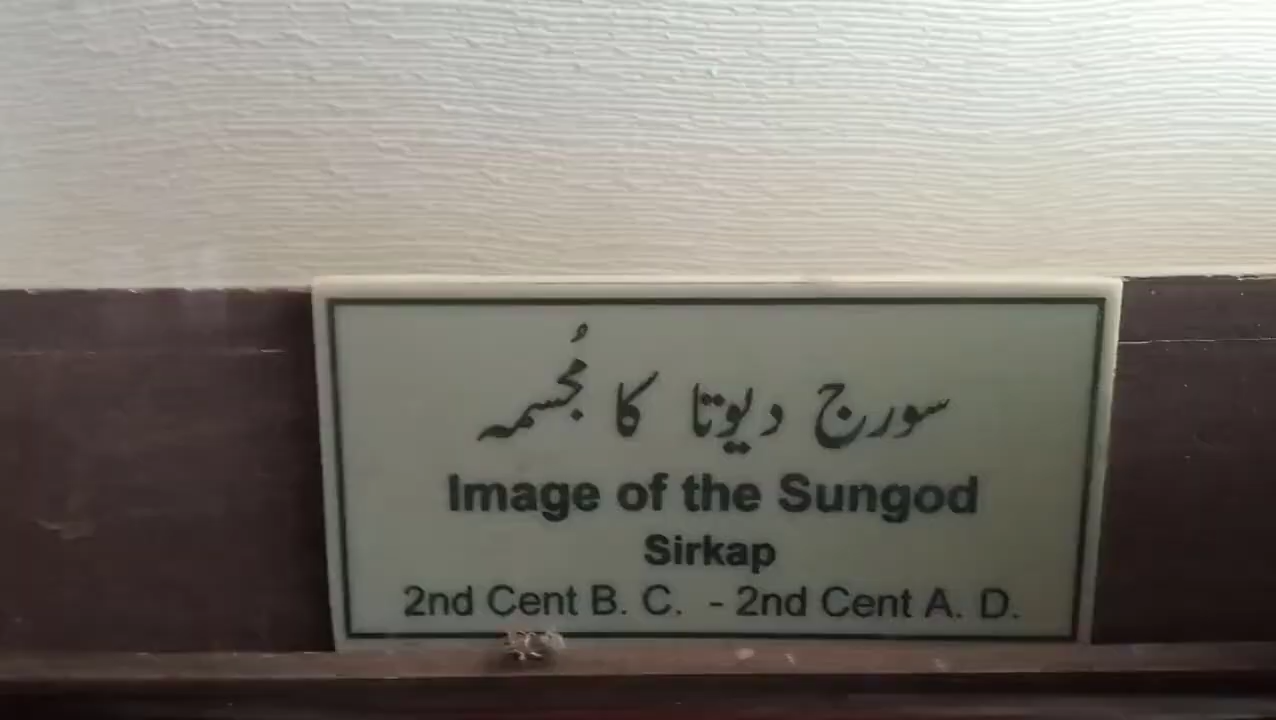 سورج دیوتا کا مُجسمہ
Image of the Sungod
Sirkap
2nd Cent B. C. - 2nd Cent A. D.